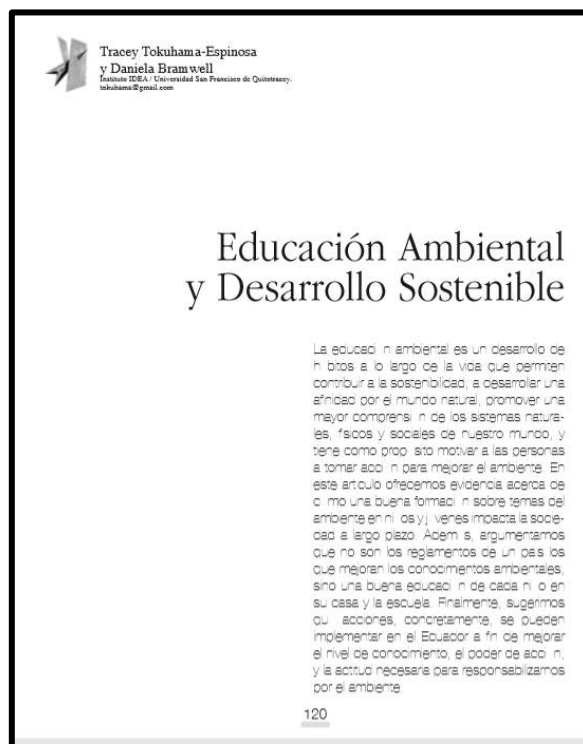 Tracey Tokuhama-Espinosa
y Daniela Bramwell
Instituto IDEA / Universidad San Francisco de Quitotracey.
tokuhama@gmail.com
Educación Ambiental
y Desarrollo Sostenible
La educaci n ambiental es un desarrollo de
h bitos a lo largo de la vida que permiten
contribuir a la sostenibilidad, a desarrollar una
afinidad por el mundo natural, promover una
mayor comprensi n de los sistemas natura-
les, f sicos y sociales de nuestro mundo, y
tiene como prop sito motivar a las personas
a tomar acci n para mejorar el ambiente. En
este art culo ofrecemos evidencia acerca de
c mo una buena formaci n sobre temas del
ambiente en ni os y j venes impacta la socie-
dad a largo plazo. Adem s, argumentamos
que no son los reglamentos de un pa s los
que mejoran los conocimientos ambientales,
sino una buena educaci n de cada ni o en
su casa y la escuela. Finalmente, sugerimos
qu acciones, concretamente, se pueden
implementar en el Ecuador a fin de mejorar
el nivel de conocimiento, el poder de acci n,
y la actitud necesaria para responsabilizarnos
por el ambiente.
120